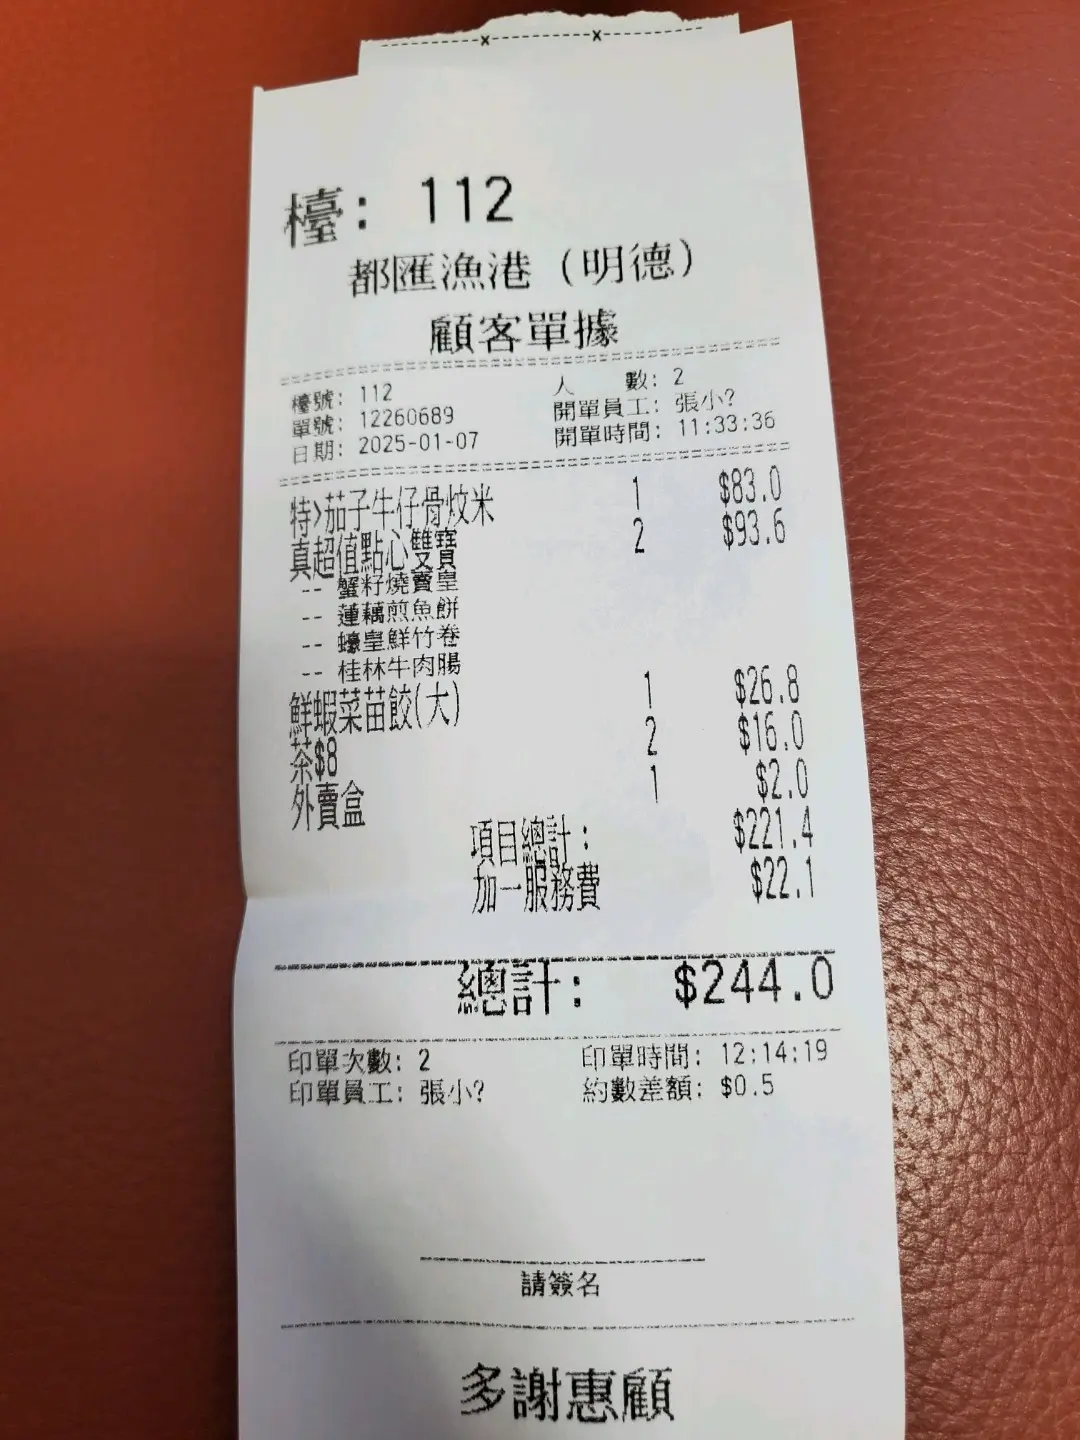 檯: 112
都匯漁港 (明德)
顧客單據
檯號: 112 人 數: 2
單號: 12260689 開單員工: 張小?
日期: 2025-01-07 開單時間: 11:33:36
特>茄子牛仔骨炆米 1 $83.0
真超值點心雙寶 2 $93.6
-- 蟹籽燒賣皇
-- 蓮藕煎魚餅
-- 蠔皇鮮竹卷
-- 桂林牛肉腸
鮮蝦菜苗餃(大) 1 $26.8
茶$8 2 $16.0
外賣盒 1 $2.0
項目總計: $221.4
加一服務費 $22.1
總計: $244.0
印單次數: 2 印單時間: 12:14:19
印單員工: 張小? 約數差額: $0.5
請簽名
多謝惠顧